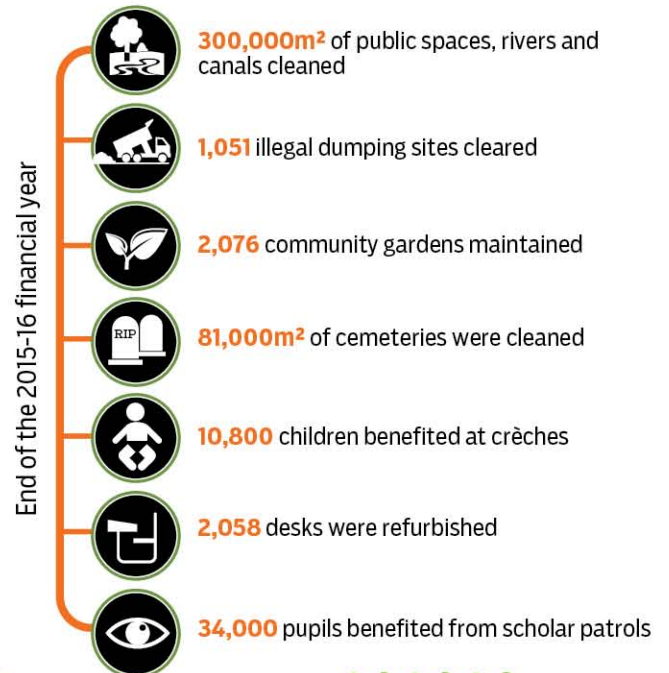 End of the 2015-16 financial year
300,000m² of public spaces, rivers and
canals cleaned
1,051 illegal dumping sites cleared
2,076 community gardens maintained
RIP
81,000m² of cemeteries were cleaned
10,800 children benefited at crèches
2,058 desks were refurbished
34,000 pupils benefited from scholar patrols